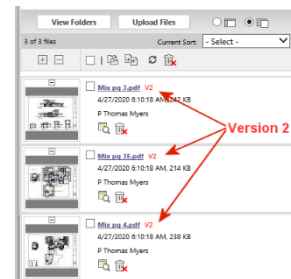 View Folders Upload Files
3 of 3 files Current Sort: - Select -
Mix pg 3.pdf V2
4/27/2020 6:10:18 AM, 242 KB
P Thomas Myers
Version 2
Mix pg 3E.pdf V2
4/27/2020 6:10:18 AM, 214 KB
P Thomas Myers
Mix pg 4.pdf V2
4/27/2020 6:10:18 AM, 238 KB
P Thomas Myers